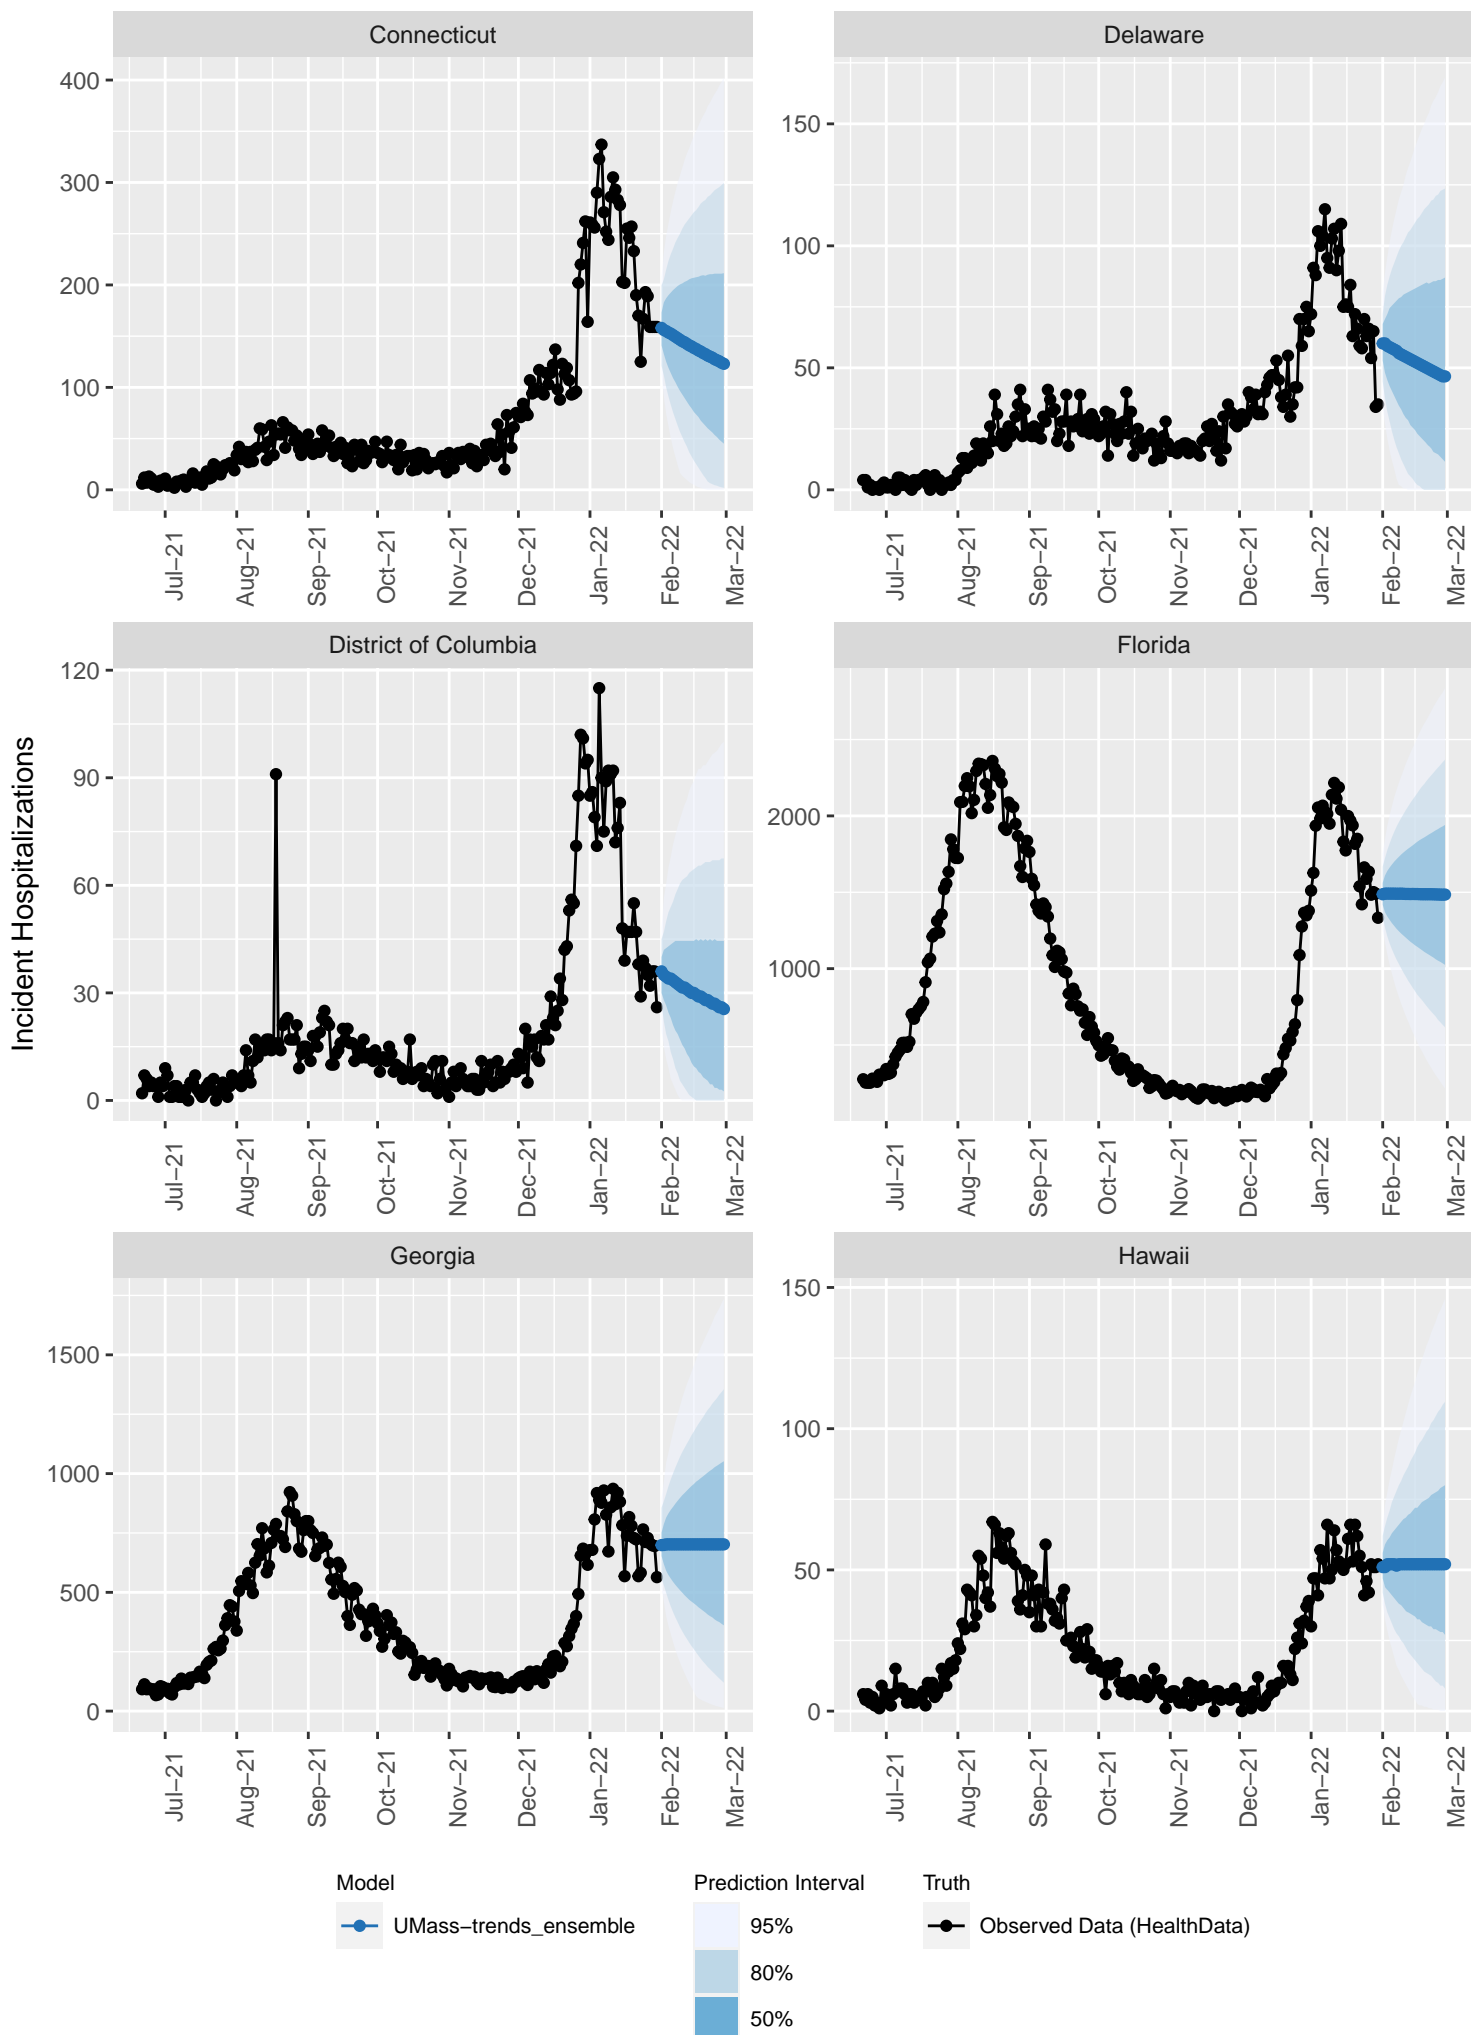 Connecticut
Delaware
400
300
200
100
0
150
100
50
0
Jul−21
Aug−21
Sep−21
Oct−21
Nov−21
Dec−21
Jan−22
Feb−22
Mar−22
Jul−21
Aug−21
Sep−21
Oct−21
Nov−21
Dec−21
Jan−22
Feb−22
Mar−22
Incident Hospitalizations
District of Columbia
Florida
120
90
60
30
0
2000
1000
Jul−21
Aug−21
Sep−21
Oct−21
Nov−21
Dec−21
Jan−22
Feb−22
Mar−22
Jul−21
Aug−21
Sep−21
Oct−21
Nov−21
Dec−21
Jan−22
Feb−22
Mar−22
Georgia
Hawaii
1500
1000
500
0
150
100
50
0
Jul−21
Aug−21
Sep−21
Oct−21
Nov−21
Dec−21
Jan−22
Feb−22
Mar−22
Jul−21
Aug−21
Sep−21
Oct−21
Nov−21
Dec−21
Jan−22
Feb−22
Mar−22
Model
UMass−trends_ensemble
Prediction Interval
95%
80%
50%
Truth
Observed Data (HealthData)